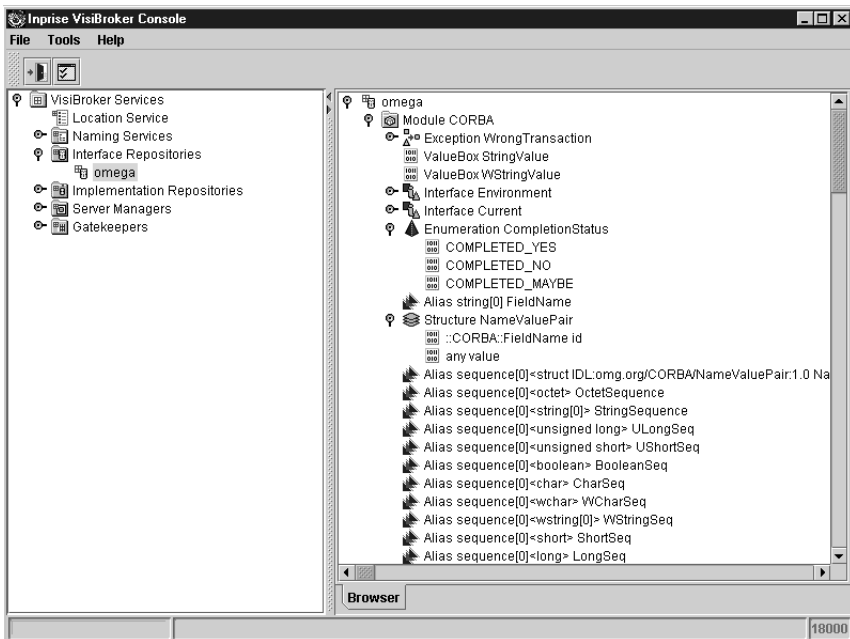 Inprise VisiBroker Console
File Tools Help
VisiBroker Services
Location Service
Naming Services
Interface Repositories
omega
Implementation Repositories
Server Managers
Gatekeepers
omega
Module CORBA
Exception WrongTransaction
ValueBox StringValue
ValueBox WStringValue
Interface Environment
Interface Current
Enumeration CompletionStatus
COMPLETED_YES
COMPLETED_NO
COMPLETED_MAYBE
Alias string[0] FieldName
Structure NameValuePair
::CORBA::FieldName id
any value
Alias sequence[0]<struct IDL:omg.org/CORBA/NameValuePair:1.0 Na
Alias sequence[0]<octet> OctetSequence
Alias sequence[0]<string[0]> StringSequence
Alias sequence[0]<unsigned long> ULongSeq
Alias sequence[0]<unsigned short> UShortSeq
Alias sequence[0]<boolean> BooleanSeq
Alias sequence[0]<char> CharSeq
Alias sequence[0]<wchar> WCharSeq
Alias sequence[0]<wstring[0]> WStringSeq
Alias sequence[0]<short> ShortSeq
Alias sequence[0]<long> LongSeq
Browser
18000